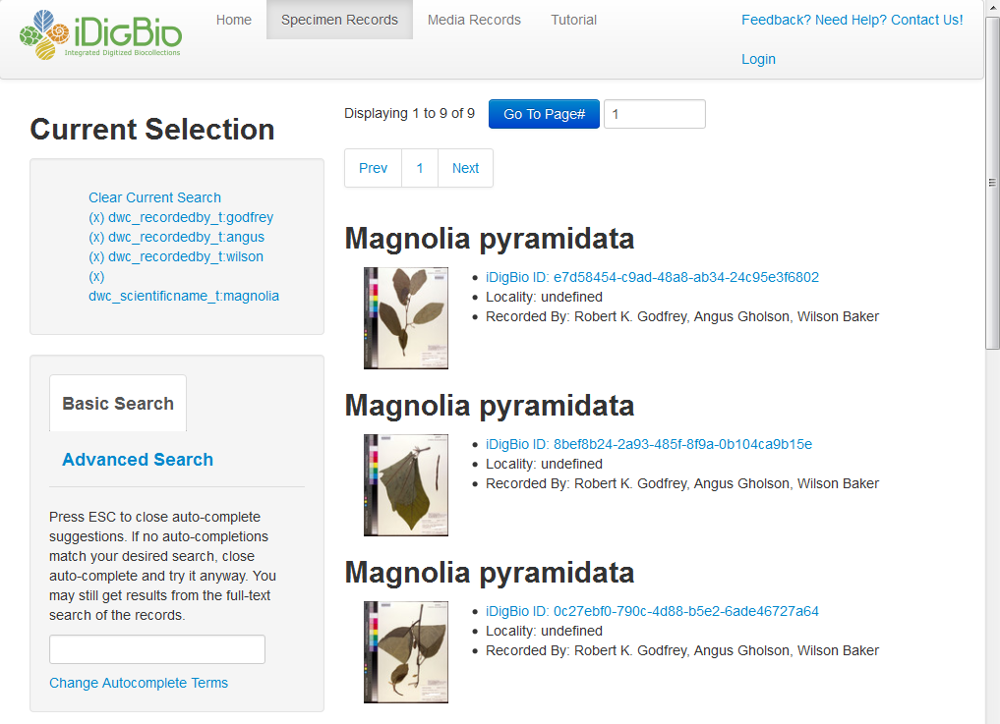 iDigBio
Integrated Digitized Biocollections
Home
Specimen Records
Media Records
Tutorial
Feedback? Need Help? Contact Us!
Login
Current Selection
Clear Current Search
(x) dwc_recordedby_t:godfrey
(x) dwc_recordedby_t:angus
(x) dwc_recordedby_t:wilson
(x)
dwc_scientificname_t:magnolia
Basic Search
Advanced Search
Press ESC to close auto-complete
suggestions. If no auto-completions
match your desired search, close
auto-complete and try it anyway. You
may still get results from the full-text
search of the records.
Change Autocomplete Terms
Displaying 1 to 9 of 9
Go To Page#
1
Prev
1
Next
Magnolia pyramidata
iDigBio ID: e7d58454-c9ad-48a8-ab34-24c95e3f6802
Locality: undefined
Recorded By: Robert K. Godfrey, Angus Gholson, Wilson Baker
Magnolia pyramidata
iDigBio ID: 8bef8b24-2a93-485f-8f9a-0b104ca9b15e
Locality: undefined
Recorded By: Robert K. Godfrey, Angus Gholson, Wilson Baker
Magnolia pyramidata
iDigBio ID: 0c27ebf0-790c-4d88-b5e2-6ade46727a64
Locality: undefined
Recorded By: Robert K. Godfrey, Angus Gholson, Wilson Baker